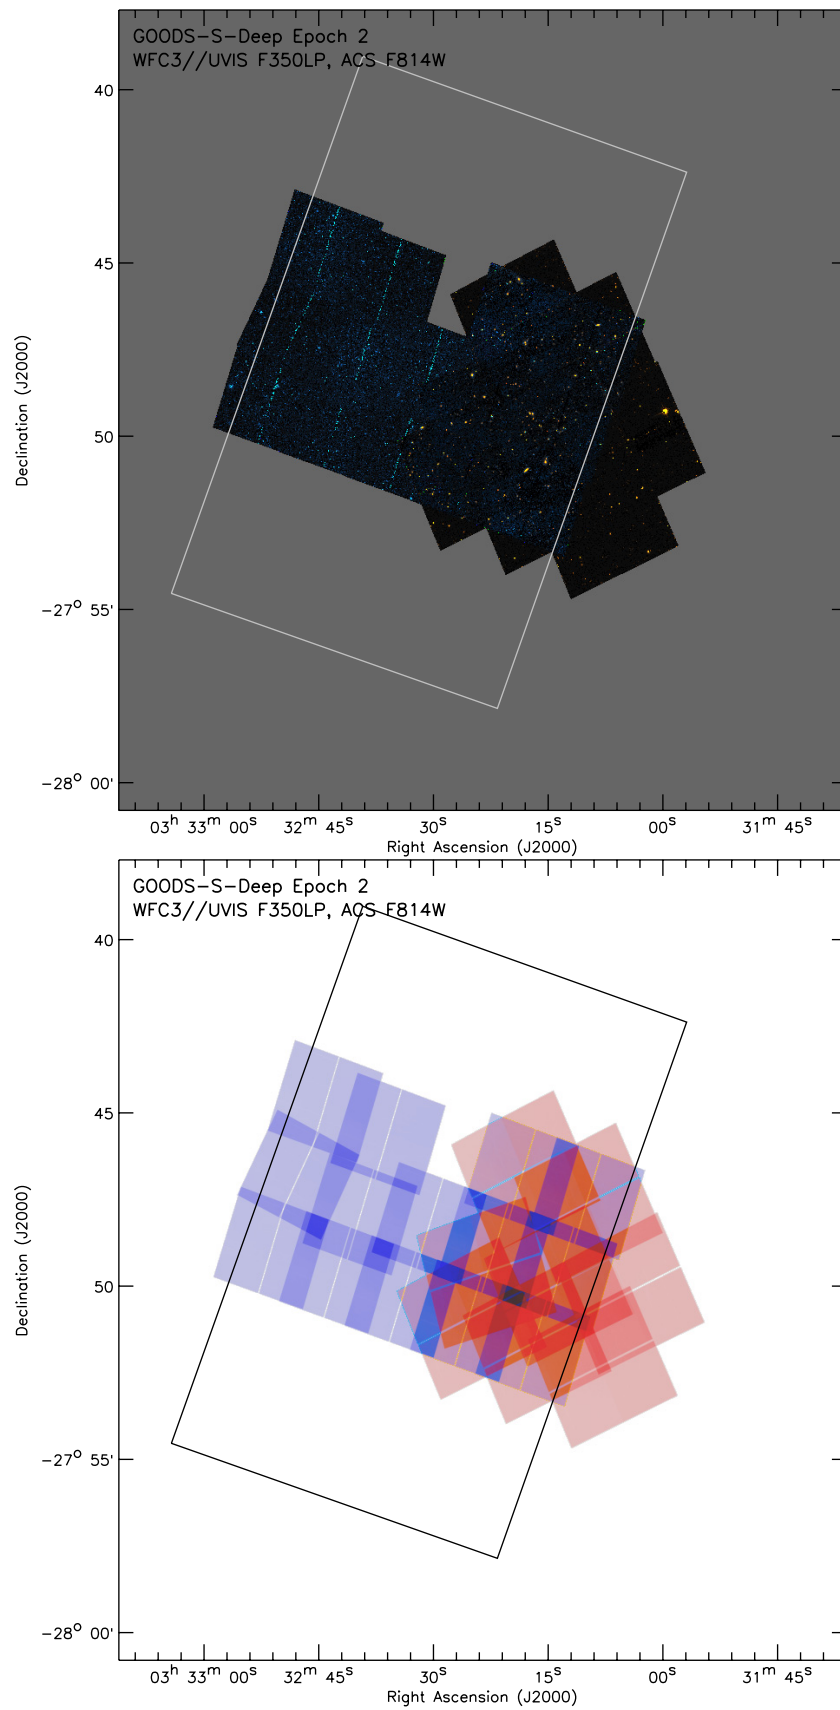 GOODS-S-Deep Epoch 2
WFC3//UVIS F350LP, ACS F814W
40
45
50
-27° 55'
-28° 00'
Declination (J2000)
03ʰ 33ᵐ 00ˢ 32ᵐ 45ˢ 30ˢ 15ˢ 00ˢ 31ᵐ 45ˢ
Right Ascension (J2000)
GOODS-S-Deep Epoch 2
WFC3//UVIS F350LP, ACS F814W
40
45
50
-27° 55'
-28° 00'
Declination (J2000)
03ʰ 33ᵐ 00ˢ 32ᵐ 45ˢ 30ˢ 15ˢ 00ˢ 31ᵐ 45ˢ
Right Ascension (J2000)